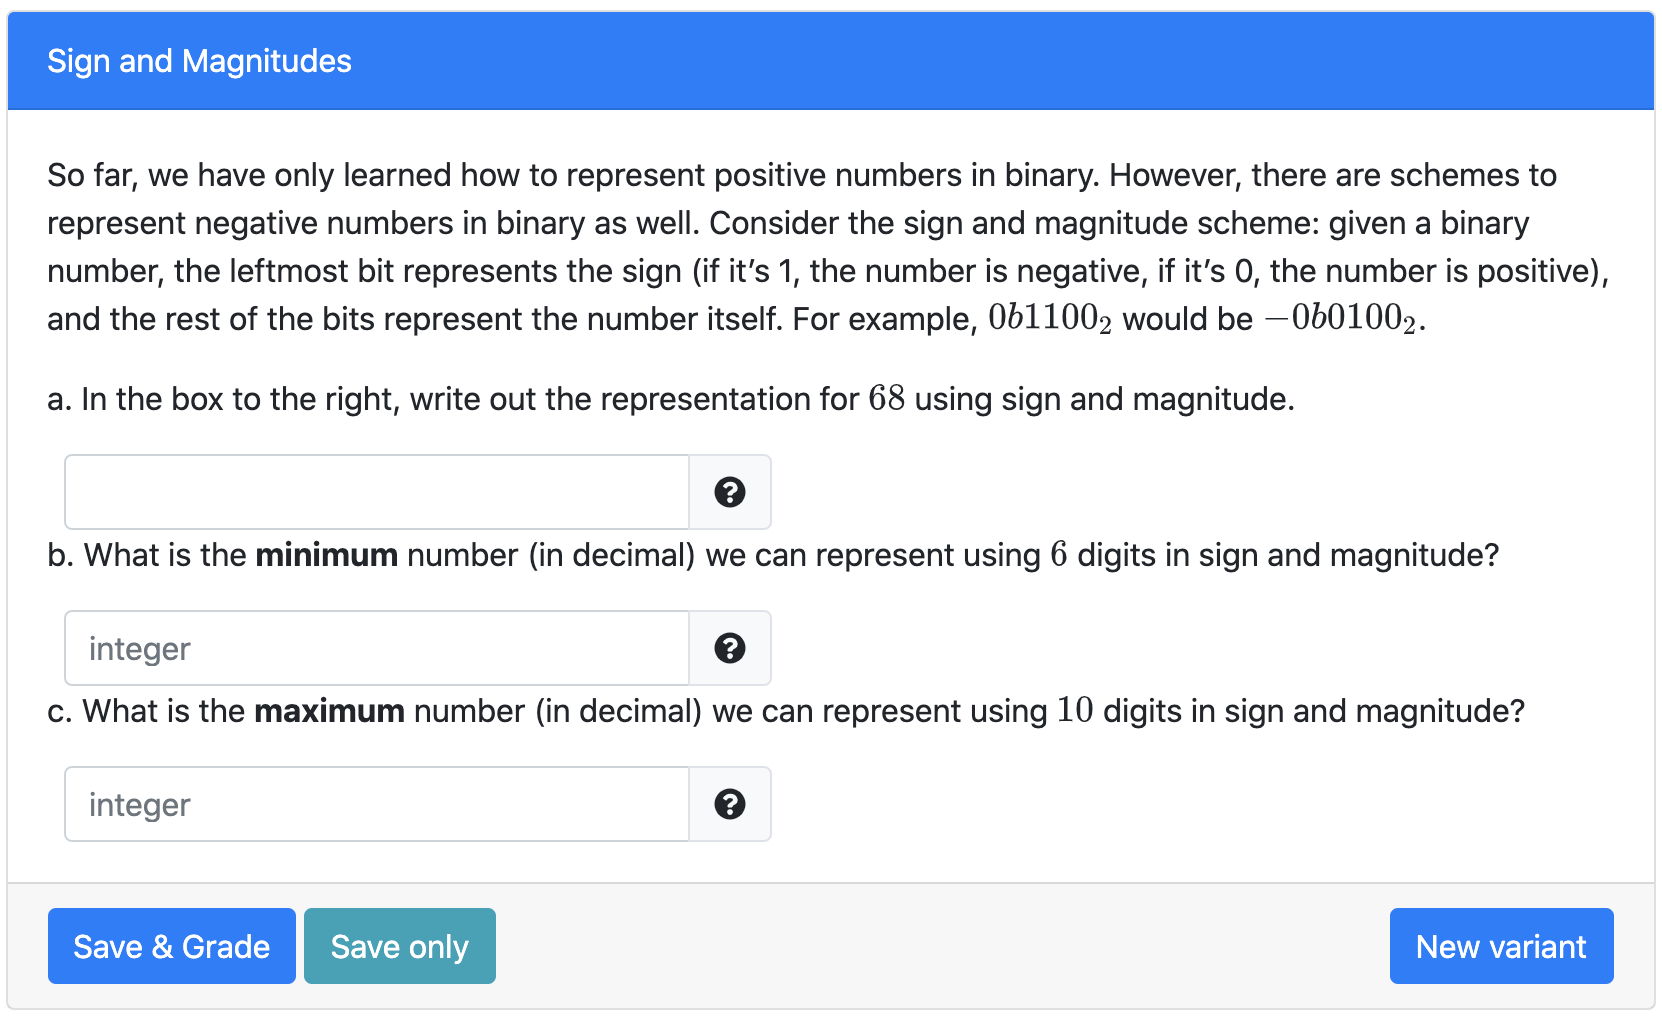 Sign and Magnitudes
So far, we have only learned how to represent positive numbers in binary. However, there are schemes to
represent negative numbers in binary as well. Consider the sign and magnitude scheme: given a binary
number, the leftmost bit represents the sign (if it’s 1, the number is negative, if it’s 0, the number is positive),
and the rest of the bits represent the number itself. For example, 0b1100₂ would be −0b0100₂.
a. In the box to the right, write out the representation for 68 using sign and magnitude.
?
b. What is the minimum number (in decimal) we can represent using 6 digits in sign and magnitude?
integer ?
c. What is the maximum number (in decimal) we can represent using 10 digits in sign and magnitude?
integer ?
Save & Grade Save only New variant